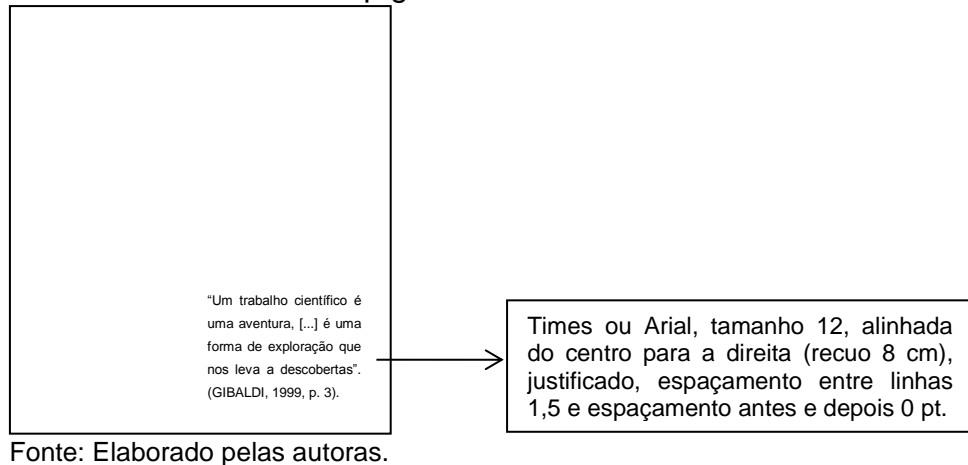 “Um trabalho científico é
uma aventura, [...] é uma
forma de exploração que
nos leva a descobertas”.
(GIBALDI, 1999, p. 3).
Times ou Arial, tamanho 12, alinhada
do centro para a direita (recuo 8 cm),
justificado, espaçamento entre linhas
1,5 e espaçamento antes e depois 0 pt.
Fonte: Elaborado pelas autoras.